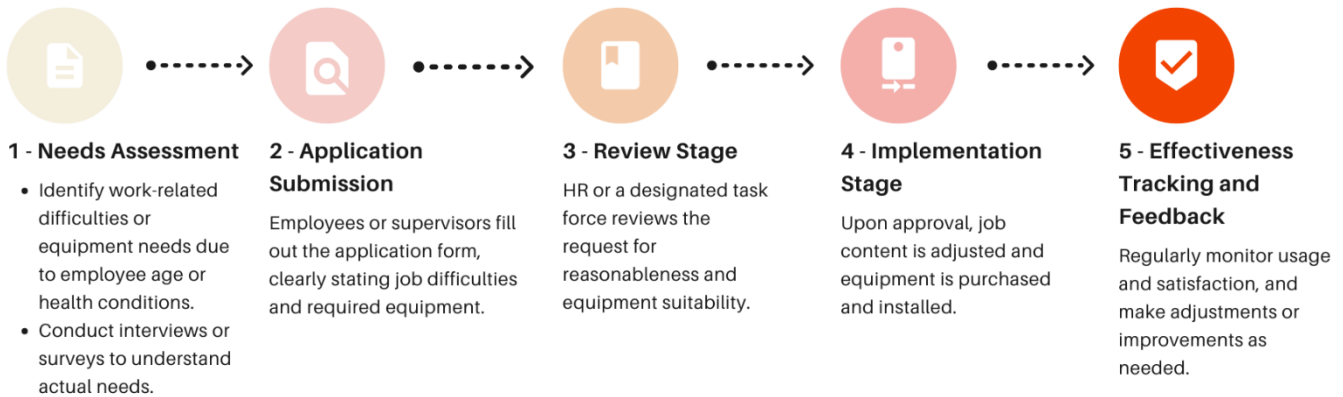 1 - Needs Assessment
• Identify work-related
difficulties or
equipment needs due
to employee age or
health conditions.
• Conduct interviews or
surveys to understand
actual needs.
2 - Application
Submission
Employees or supervisors fill
out the application form,
clearly stating job difficulties
and required equipment.
3 - Review Stage
HR or a designated task
force reviews the
request for
reasonableness and
equipment suitability.
4 - Implementation
Stage
Upon approval, job
content is adjusted and
equipment is purchased
and installed.
5 - Effectiveness
Tracking and
Feedback
Regularly monitor usage
and satisfaction, and
make adjustments or
improvements as
needed.